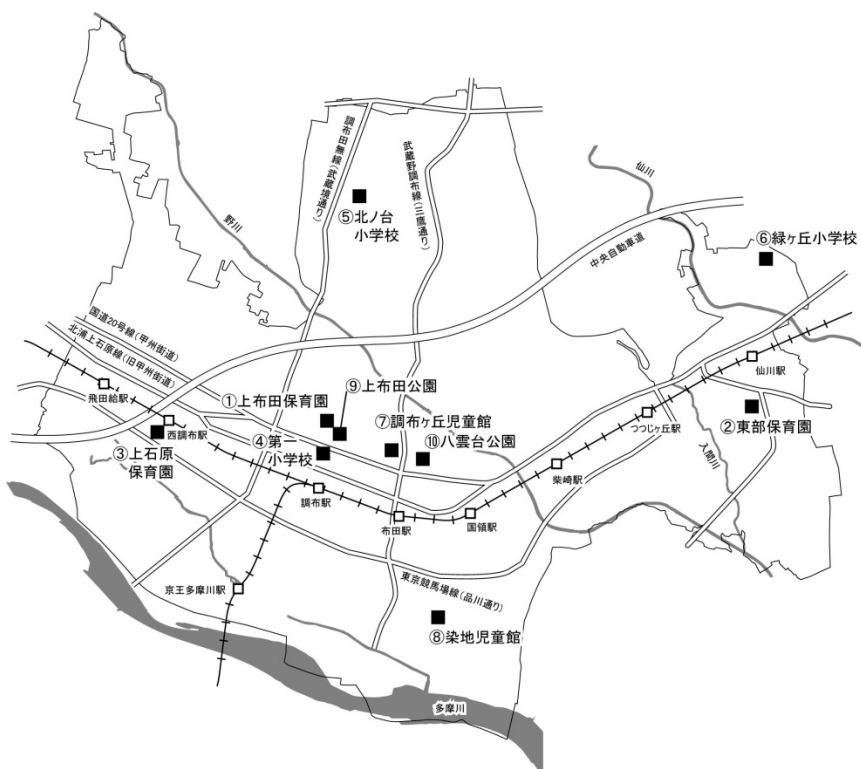 調布田無線(武蔵境通り)
武蔵野調布線(三鷹通り)
仙川
野川
⑤北ノ台
小学校
中央自動車道
⑥緑ヶ丘小学校
国道20号線(甲州街道)
北浦上石原線(旧甲州街道)
飛田給駅
①上布田保育園
⑨上布田公園
仙川駅
西調布駅
⑦調布ヶ丘児童館
②東部保育園
つつじヶ丘駅
④第一
小学校
⑩八雲台公園
③上石原
保育園
入間川
柴崎駅
調布駅
布田駅
国領駅
京王多摩川駅
東京競馬場線(品川通り)
⑧染地児童館
多摩川